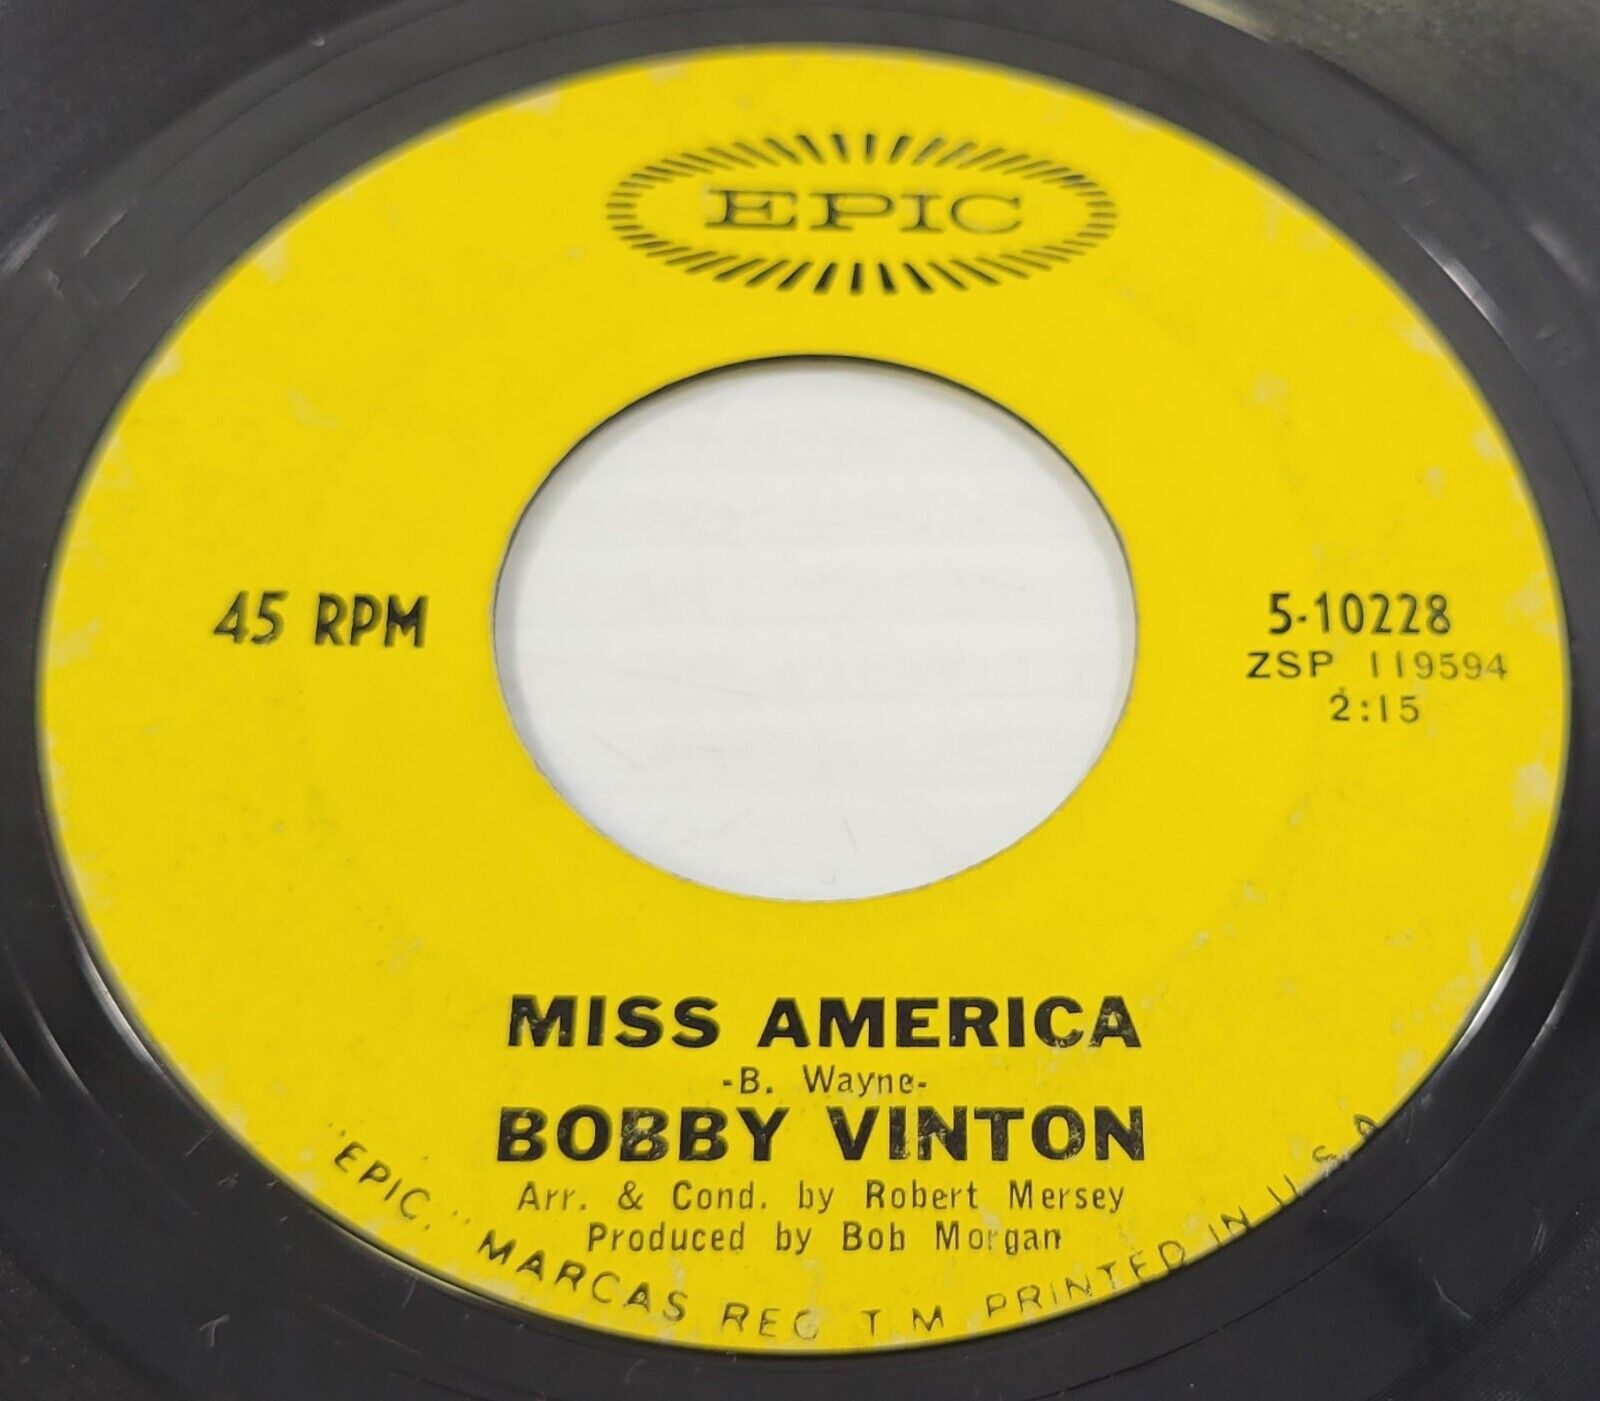 EPIC
45 RPM
5-10228
ZSP 119594
2:15
MISS AMERICA
-B. Wayne-
BOBBY VINTON
Arr. & Cond. by Robert Mersey
Produced by Bob Morgan
"EPIC," MARCAS REG T M PRINTED IN U S A